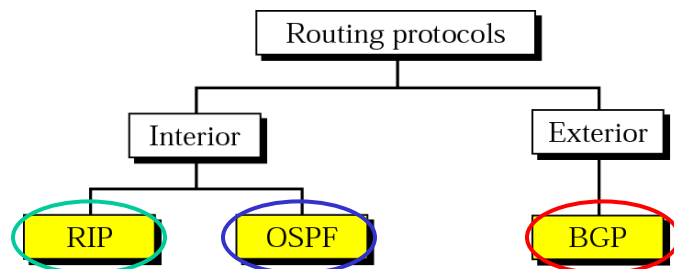 Routing protocols
Interior
Exterior
RIP
OSPF
BGP